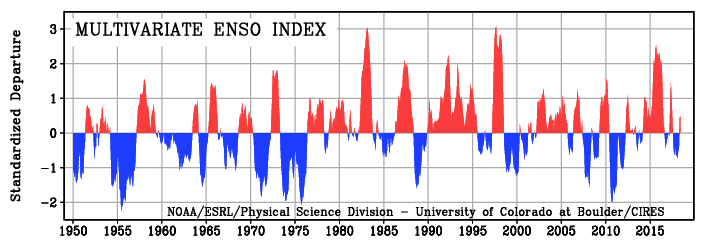 MULTIVARIATE ENSO INDEX
Standardized Departure
3
2
1
0
-1
-2
NOAA/ESRL/Physical Science Division – University of Colorado at Boulder/CIRES
1950 1955 1960 1965 1970 1975 1980 1985 1990 1995 2000 2005 2010 2015